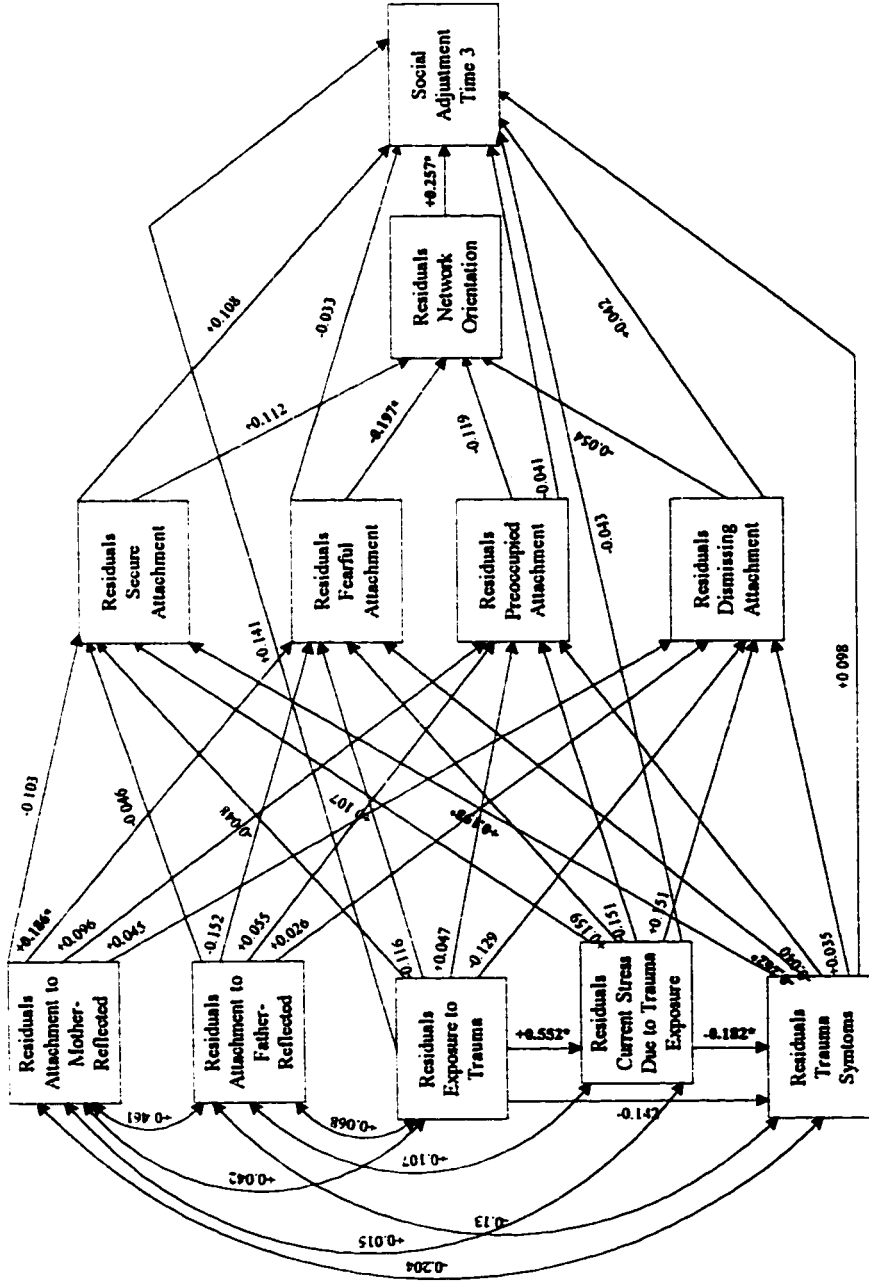 Residuals
Attachment to
Mother-
Reflected
Residuals
Attachment to
Father-
Reflected
Residuals
Exposure to
Trauma
Residuals
Current Stress
Due to Trauma
Exposure
Residuals
Trauma
Symtoms
Residuals
Secure
Attachment
Residuals
Fearful
Attachment
Residuals
Preoccupied
Attachment
Residuals
Dismissing
Attachment
Residuals
Network
Orientation
Social
Adjustment
Time 3
-0.103
+0.186*
+0.096
+0.045
-0.046
-0.152
+0.055
+0.026
+0.141
-0.048
-0.116
+0.047
-0.129
+0.552*
-0.142
-0.182*
+0.151
+0.035
+0.098
+0.108
+0.112
-0.033
-0.197*
-0.119
-0.041
-0.043
-0.054
+0.042
+0.257*
+0.461
+0.068
+0.042
+0.107
-0.13
+0.015
-0.204